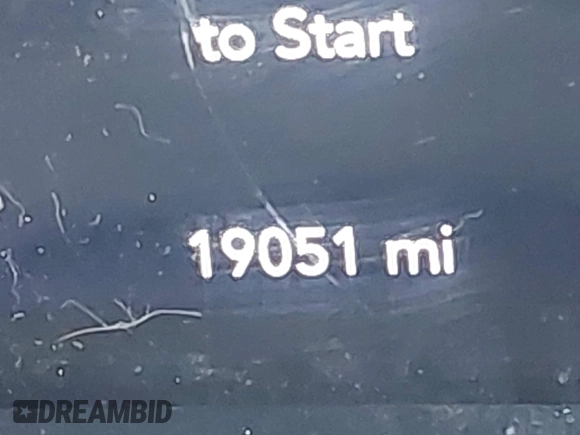 to Start
19051 mi
DREAMBID